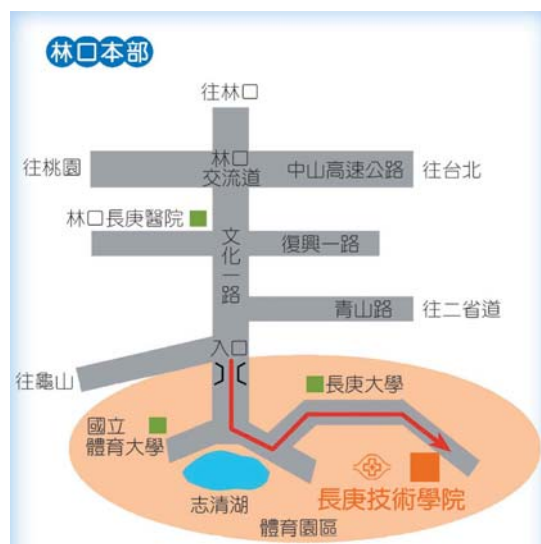 林口本部
往林口
往桃園
林口
交流道
中山高速公路
往台北
林口長庚醫院
文化一路
復興一路
青山路
往二省道
入口
往龜山
長庚大學
國立
體育大學
志清湖
長庚技術學院
體育園區